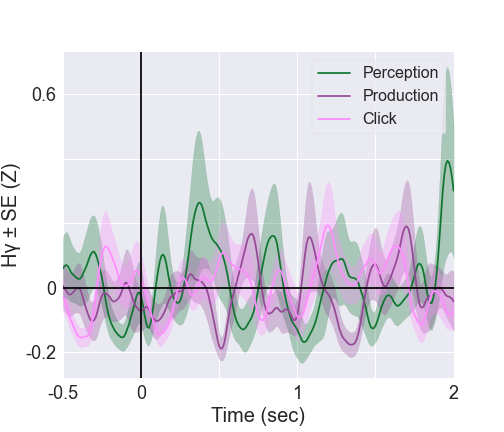 Perception
Production
Click
Hγ ± SE (Z)
0.6
0
-0.2
-0.5
0
1
2
Time (sec)